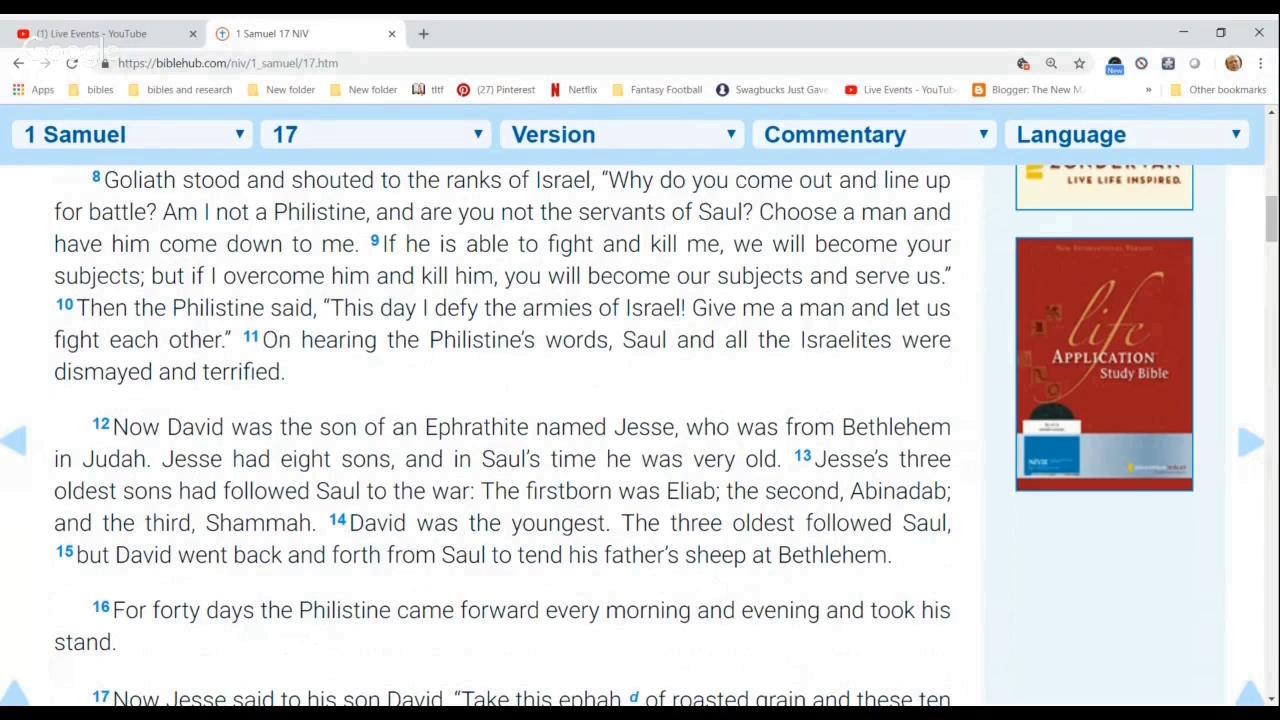 (1) Live Events - YouTube
1 Samuel 17 NIV
Google
https://biblehub.com/niv/1_samuel/17.htm
New
Apps bibles bibles and research New folder New folder tltf (27) Pinterest Netflix Fantasy Football Swagbucks Just Gave Live Events - YouTub Blogger: The New M » Other bookmarks
1 Samuel 17 Version Commentary Language
8 Goliath stood and shouted to the ranks of Israel, “Why do you come out and line up
for battle? Am I not a Philistine, and are you not the servants of Saul? Choose a man and
have him come down to me. 9 If he is able to fight and kill me, we will become your
subjects; but if I overcome him and kill him, you will become our subjects and serve us.”
10 Then the Philistine said, “This day I defy the armies of Israel! Give me a man and let us
fight each other.” 11 On hearing the Philistine’s words, Saul and all the Israelites were
dismayed and terrified.
12 Now David was the son of an Ephrathite named Jesse, who was from Bethlehem
in Judah. Jesse had eight sons, and in Saul’s time he was very old. 13 Jesse’s three
oldest sons had followed Saul to the war: The firstborn was Eliab; the second, Abinadab;
and the third, Shammah. 14 David was the youngest. The three oldest followed Saul,
15 but David went back and forth from Saul to tend his father’s sheep at Bethlehem.
16 For forty days the Philistine came forward every morning and evening and took his
stand.
17 Now Jesse said to his son David, “Take this ephah d of roasted grain and these ten
ZONDERVAN
LIVE LIFE INSPIRED.
NEW INTERNATIONAL VERSION
life
APPLICATION
Study Bible